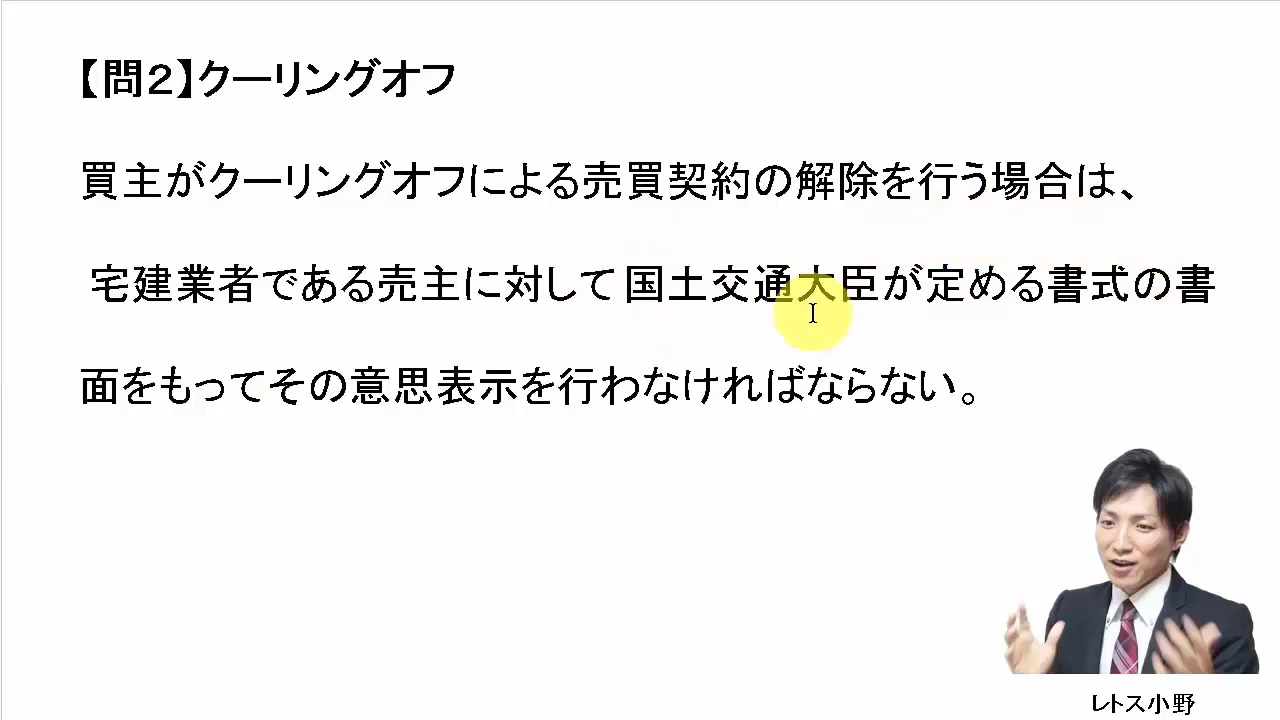 【問２】クーリングオフ
買主がクーリングオフによる売買契約の解除を行う場合は、
宅建業者である売主に対して国土交通大臣が定める書式の書
面をもってその意思表示を行わなければならない。
レトス小野